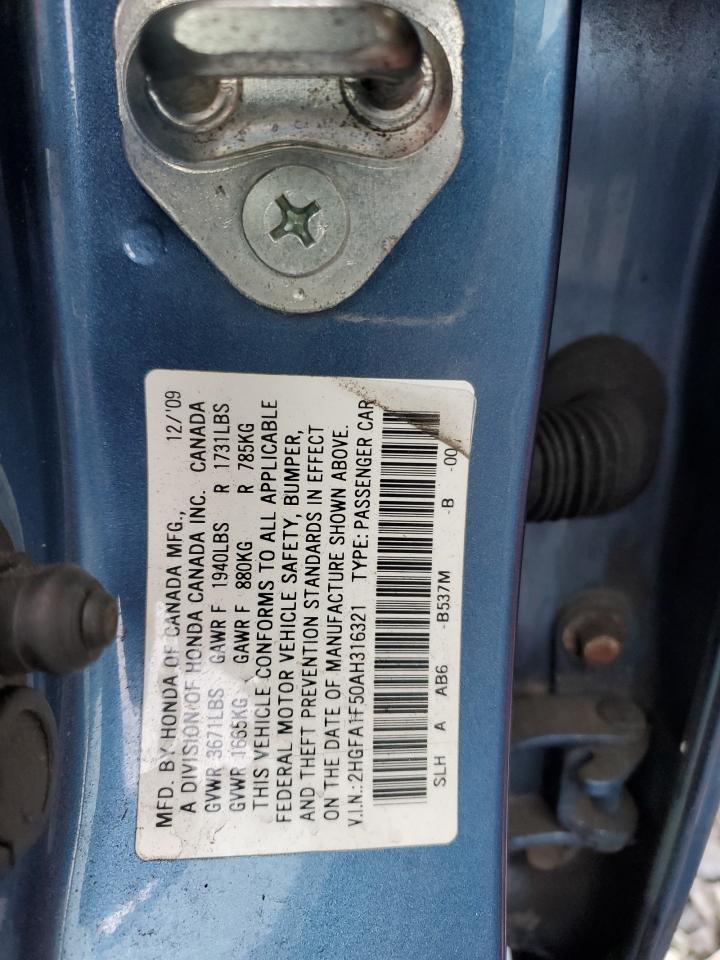 MFD. BY HONDA OF CANADA MFG., 12/'09
A DIVISION OF HONDA CANADA INC. CANADA
GVWR 3671LBS GAWR F 1940LBS R 1731LBS
GVWR 1665KG GAWR F 880KG R 785KG
THIS VEHICLE CONFORMS TO ALL APPLICABLE
FEDERAL MOTOR VEHICLE SAFETY, BUMPER,
AND THEFT PREVENTION STANDARDS IN EFFECT
ON THE DATE OF MANUFACTURE SHOWN ABOVE.
V.I.N.: 2HGFA1F50AH316321 TYPE: PASSENGER CAR
SLH A AB6 -B537M -B -00